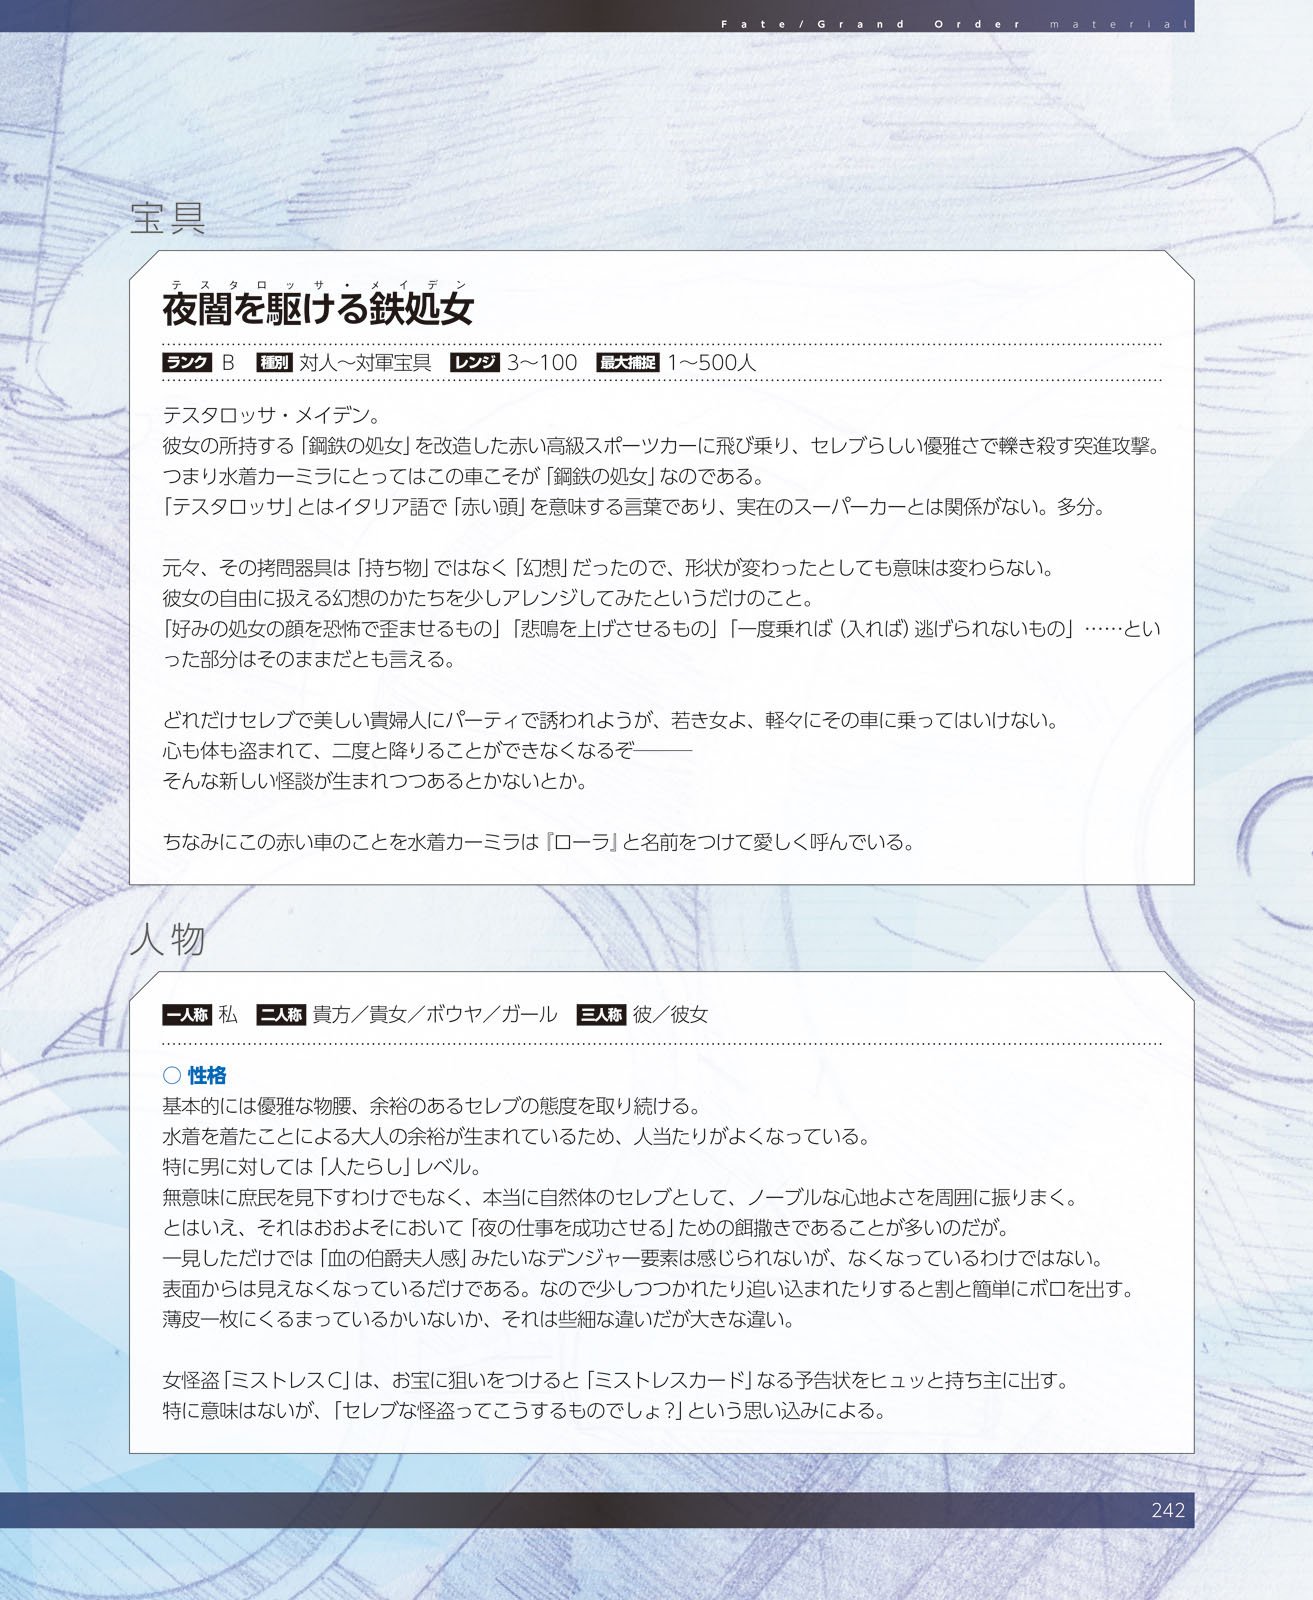 Fate/Grand Order material
宝具
テスタロッサ・メイデン
夜闇を駆ける鉄処女
ランク B 種別 対人～対軍宝具 レンジ 3～100 最大捕捉 1～500人
テスタロッサ・メイデン。
彼女の所持する「鋼鉄の処女」を改造した赤い高級スポーツカーに飛び乗り、セレブらしい優雅さで轢き殺す突進攻撃。
つまり水着カーミラにとってはこの車こそが「鋼鉄の処女」なのである。
「テスタロッサ」とはイタリア語で「赤い頭」を意味する言葉であり、実在のスーパーカーとは関係がない。多分。
元々、その拷問器具は「持ち物」ではなく「幻想」だったので、形状が変わったとしても意味は変わらない。
彼女の自由に扱える幻想のかたちを少しアレンジしてみたというだけのこと。
「好みの処女の顔を恐怖で歪ませるもの」「悲鳴を上げさせるもの」「一度乗れば（入れば）逃げられないもの」……とい
った部分はそのままだとも言える。
どれだけセレブで美しい貴婦人にパーティで誘われようが、若き女よ、軽々にその車に乗ってはいけない。
心も体も盗まれて、二度と降りることができなくなるぞ―――
そんな新しい怪談が生まれつつあるとかないとか。
ちなみにこの赤い車のことを水着カーミラは『ローラ』と名前をつけて愛しく呼んでいる。
人物
一人称 私 二人称 貴方／貴女／ボウヤ／ガール 三人称 彼／彼女
○ 性格
基本的には優雅な物腰、余裕のあるセレブの態度を取り続ける。
水着を着たことによる大人の余裕が生まれているため、人当たりがよくなっている。
特に男に対しては「人たらし」レベル。
無意味に庶民を見下すわけでもなく、本当に自然体のセレブとして、ノーブルな心地よさを周囲に振りまく。
とはいえ、それはおおよそにおいて「夜の仕事を成功させる」ための餌撒きであることが多いのだが。
一見しただけでは「血の伯爵夫人感」みたいなデンジャー要素は感じられないが、なくなっているわけではない。
表面からは見えなくなっているだけである。なので少しつつかれたり追い込まれたりすると割と簡単にボロを出す。
薄皮一枚にくるまっているかいないか、それは些細な違いだが大きな違い。
女怪盗「ミストレスC」は、お宝に狙いをつけると「ミストレスカード」なる予告状をヒュッと持ち主に出す。
特に意味はないが、「セレブな怪盗ってこうするものでしょ？」という思い込みによる。
242